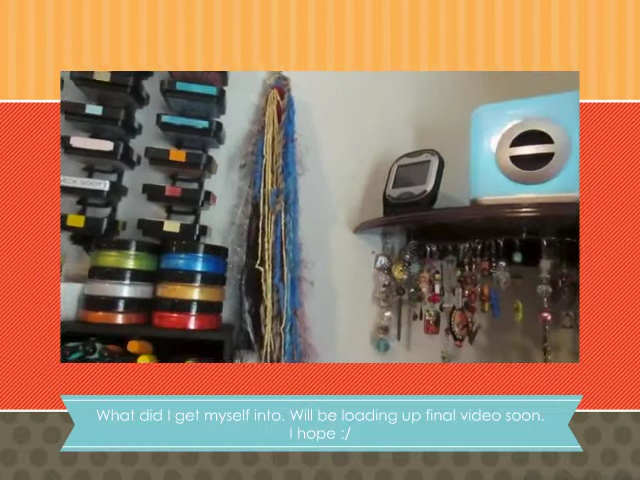 What did I get myself into. Will be loading up final video soon.
I hope :/